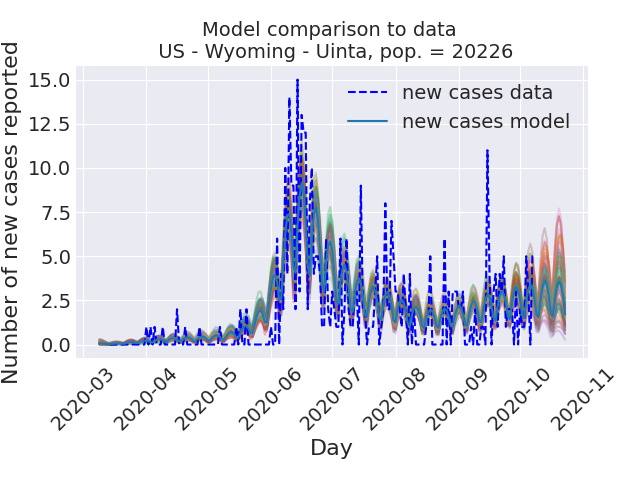 Model comparison to data
US - Wyoming - Uinta, pop. = 20226
Number of new cases reported
15.0
12.5
10.0
7.5
5.0
2.5
0.0
new cases data
new cases model
2020-03
2020-04
2020-05
2020-06
2020-07
2020-08
2020-09
2020-10
2020-11
Day